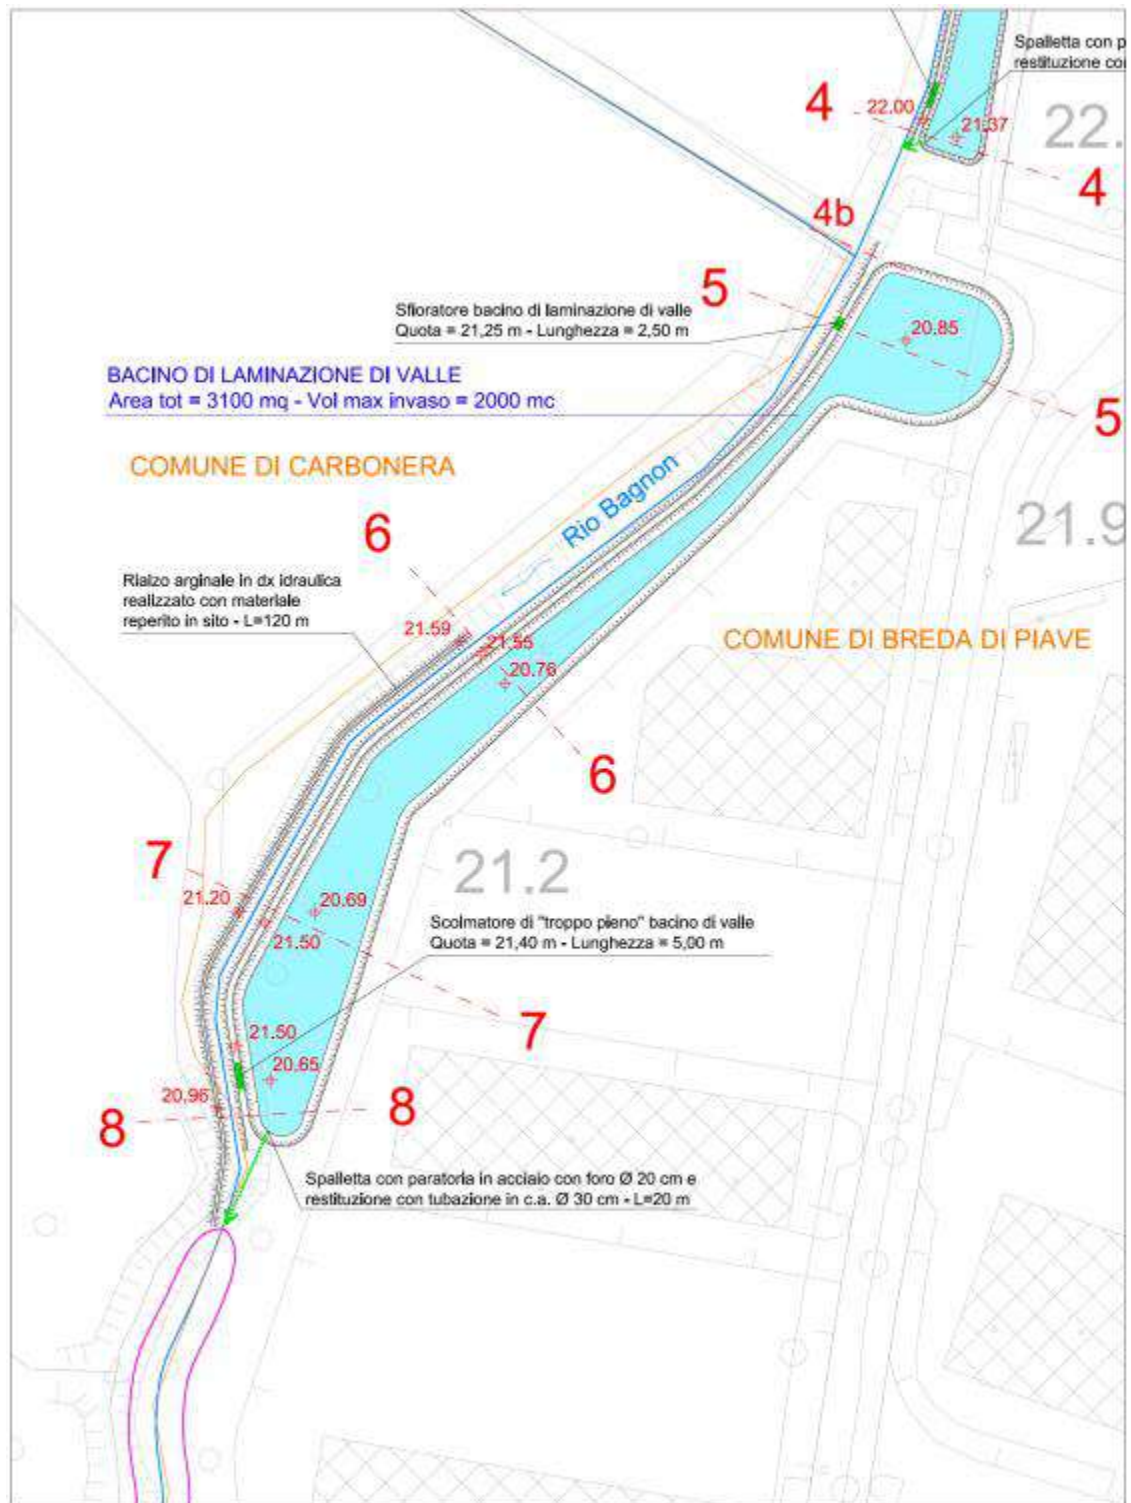 Spalletta con p
restituzione co
4
22.00
21.37
22.
4
4b
5
Sfioratore bacino di laminazione di valle
Quota = 21,25 m - Lunghezza = 2,50 m
20.85
BACINO DI LAMINAZIONE DI VALLE
Area tot = 3100 mq - Vol max invaso = 2000 mc
5
COMUNE DI CARBONERA
Rio Bagnon
21.9
6
Rialzo arginale in dx idraulica
realizzato con materiale
reperito in sito - L=120 m
21.59
21.55
20.76
COMUNE DI BREDA DI PIAVE
6
7
21.2
21.20
20.69
21.50
Scolmatore di "troppo pieno" bacino di valle
Quota = 21,40 m - Lunghezza = 5,00 m
7
21.50
20.65
20,96
8
8
Spalletta con paratoia in acciaio con foro Ø 20 cm e
restituzione con tubazione in c.a. Ø 30 cm - L=20 m